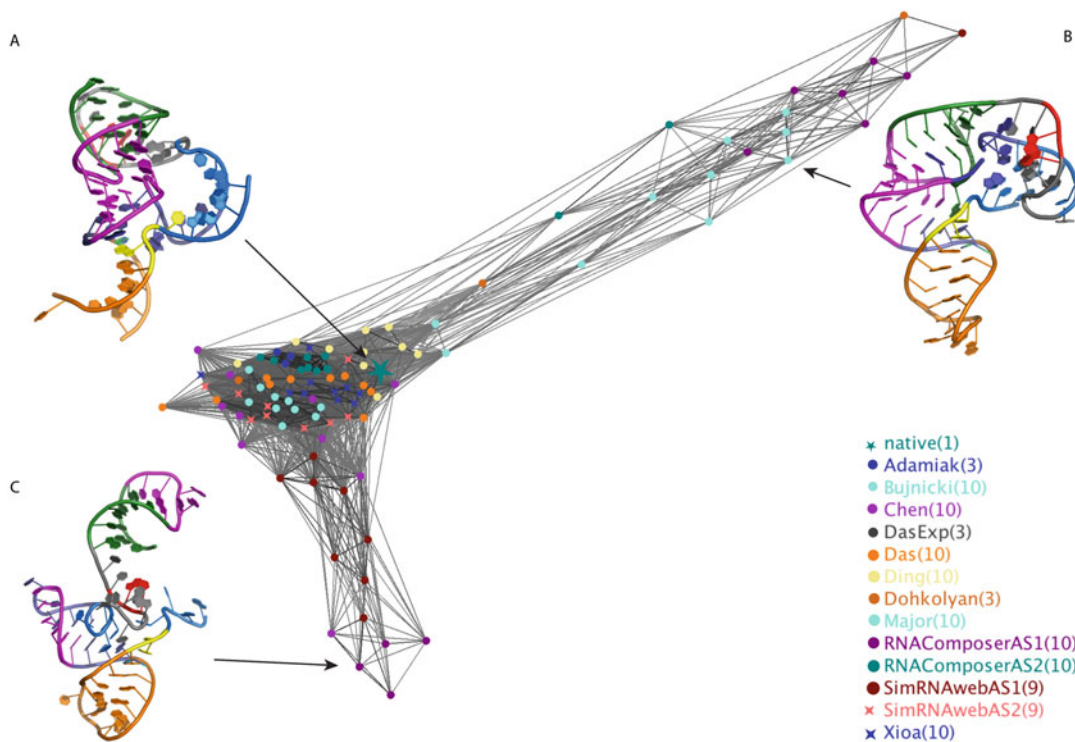 A
B
C
native(1)
Adamiak(3)
Bujnicki(10)
Chen(10)
DasExp(3)
Das(10)
Ding(10)
Dohkolyan(3)
Major(10)
RNAComposerAS1(10)
RNAComposerAS2(10)
SimRNAwebAS1(9)
SimRNAwebAS2(9)
Xioa(10)